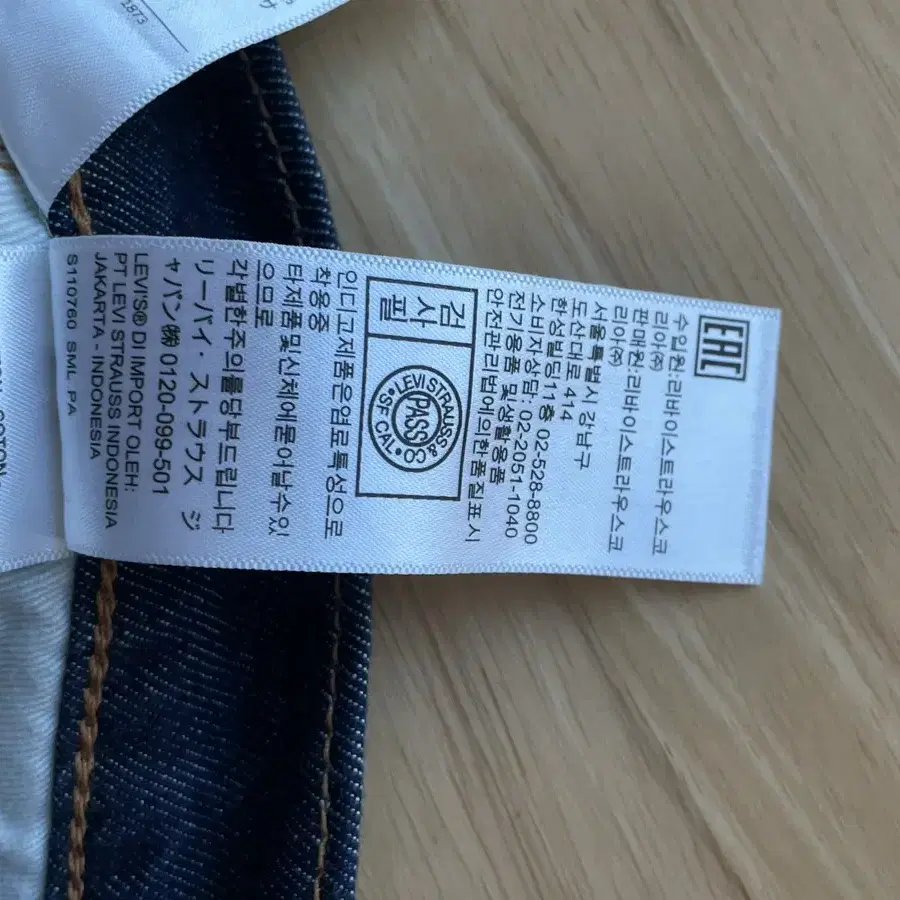 EAC
수입원:리바이스트라우스코
리아㈜
판매원:리바이스트라우스코
리아㈜
서울특별시 강남구
도산대로 414
한성빌딩11층 02-528-8800
소비자상담: 02-2051-1040
전기용품 및생활용품
안전관리법에의한품질표시
검사
필
LEVI STRAUSS & CO
PASS
SF CAL.
인디고제품은염료특성으로
착용중
타제품및신체에묻어날수있
으므로
각별한주의를당부드립니다
リーバイ・ストラウス ジ
ャパン㈱ 0120-099-501
LEVI'S® DI IMPORT OLEH:
PT LEVI STRAUSS INDONESIA
JAKARTA - INDONESIA
S110760 SML PA
1873
COTTON